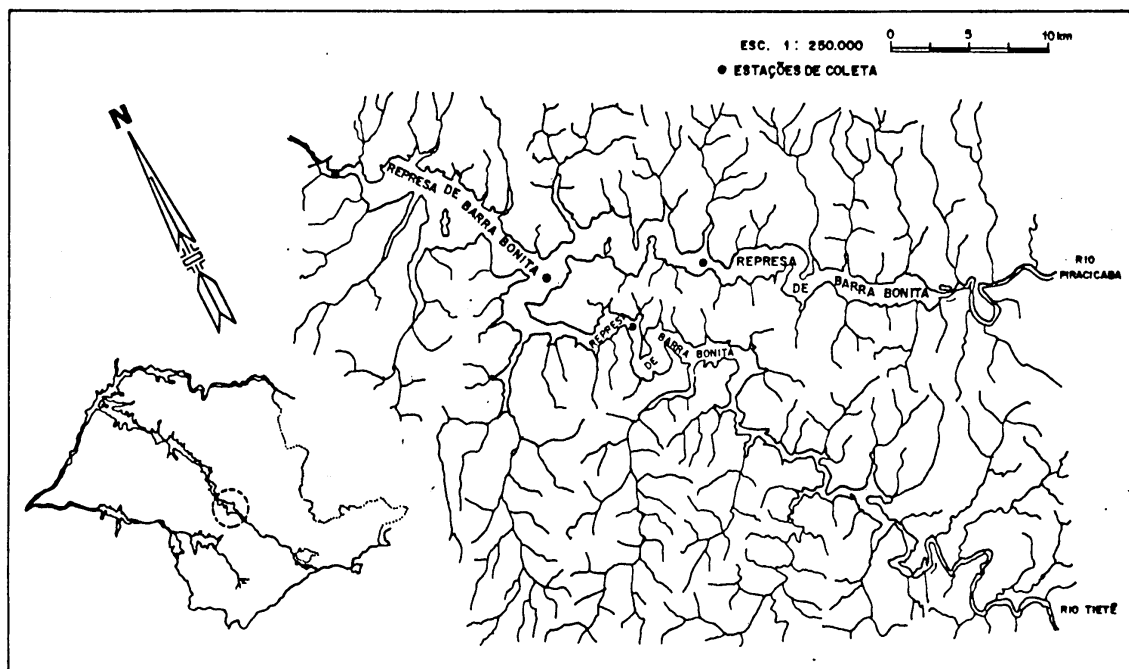 ESC. 1: 250.000
0 5 10 km
● ESTAÇÕES DE COLETA
N
REPRESA DE BARRA BONITA
REPRESA
DE
BARRA BONITA
RIO
PIRACICABA
REPRES
DE
BARRA BONITA
RIO TIETÊ